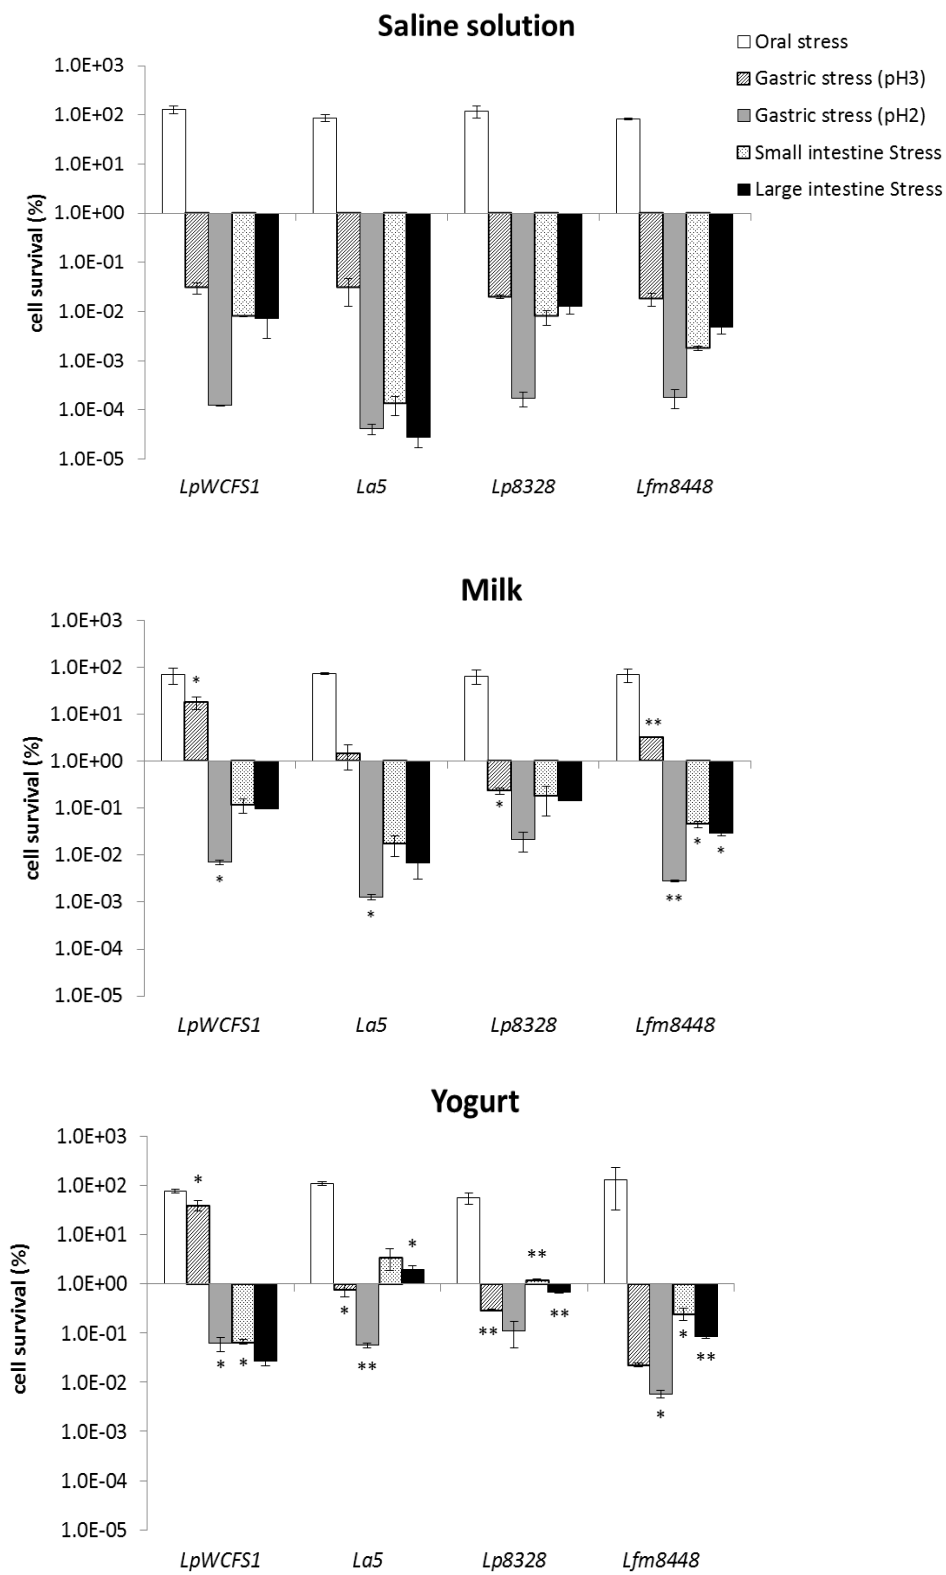 Saline solution
Oral stress
Gastric stress (pH3)
Gastric stress (pH2)
Small intestine Stress
Large intestine Stress
cell survival (%)
1.0E+03
1.0E+02
1.0E+01
1.0E+00
1.0E-01
1.0E-02
1.0E-03
1.0E-04
1.0E-05
LpWCFS1 La5 Lp8328 Lfm8448
Milk
cell survival (%)
1.0E+03
1.0E+02
1.0E+01
1.0E+00
1.0E-01
1.0E-02
1.0E-03
1.0E-04
1.0E-05
* **
*
* *
* ** 
*
LpWCFS1 La5 Lp8328 Lfm8448
Yogurt
cell survival (%)
1.0E+03
1.0E+02
1.0E+01
1.0E+00
1.0E-01
1.0E-02
1.0E-03
1.0E-04
1.0E-05
*
* **
* ** *
** **
* * ** *
LpWCFS1 La5 Lp8328 Lfm8448